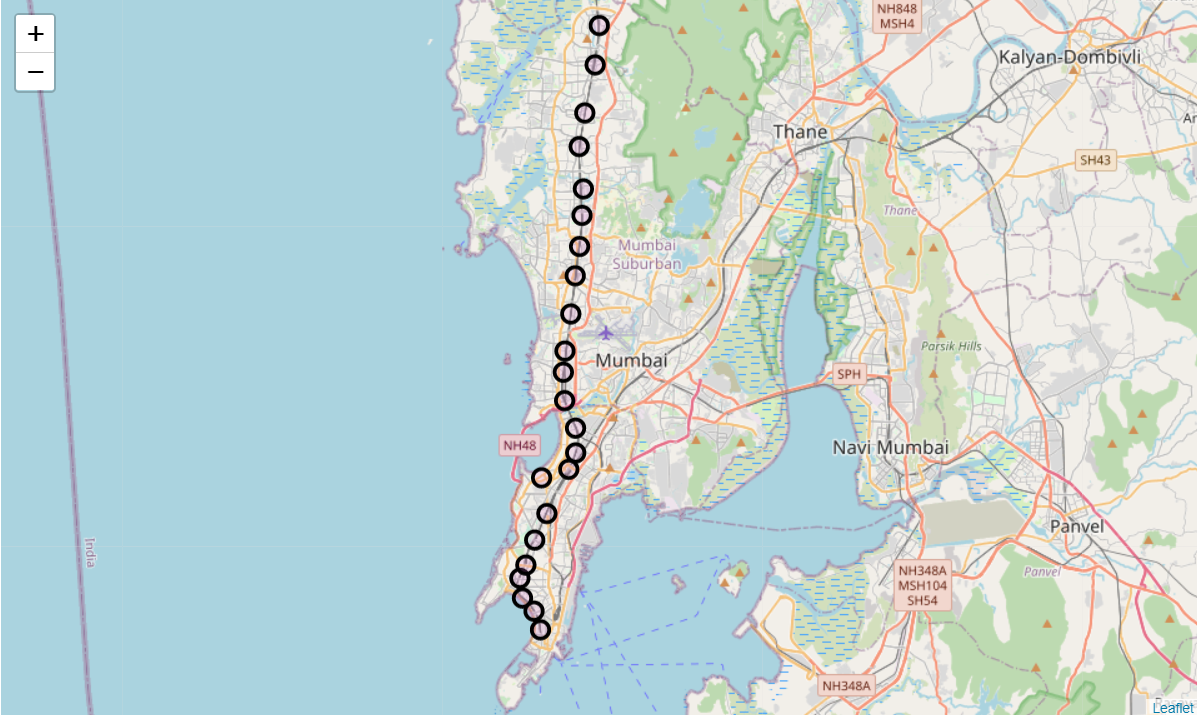 +
−
NH848
MSH4
Kalyan-Dombivli
Thane
SH43
Thane
Mumbai
Suburban
Parsik Hills
Mumbai
SPH
NH48
Navi Mumbai
Panvel
India
NH348A
MSH104
SH54
Panvel
NH348A
Leaflet